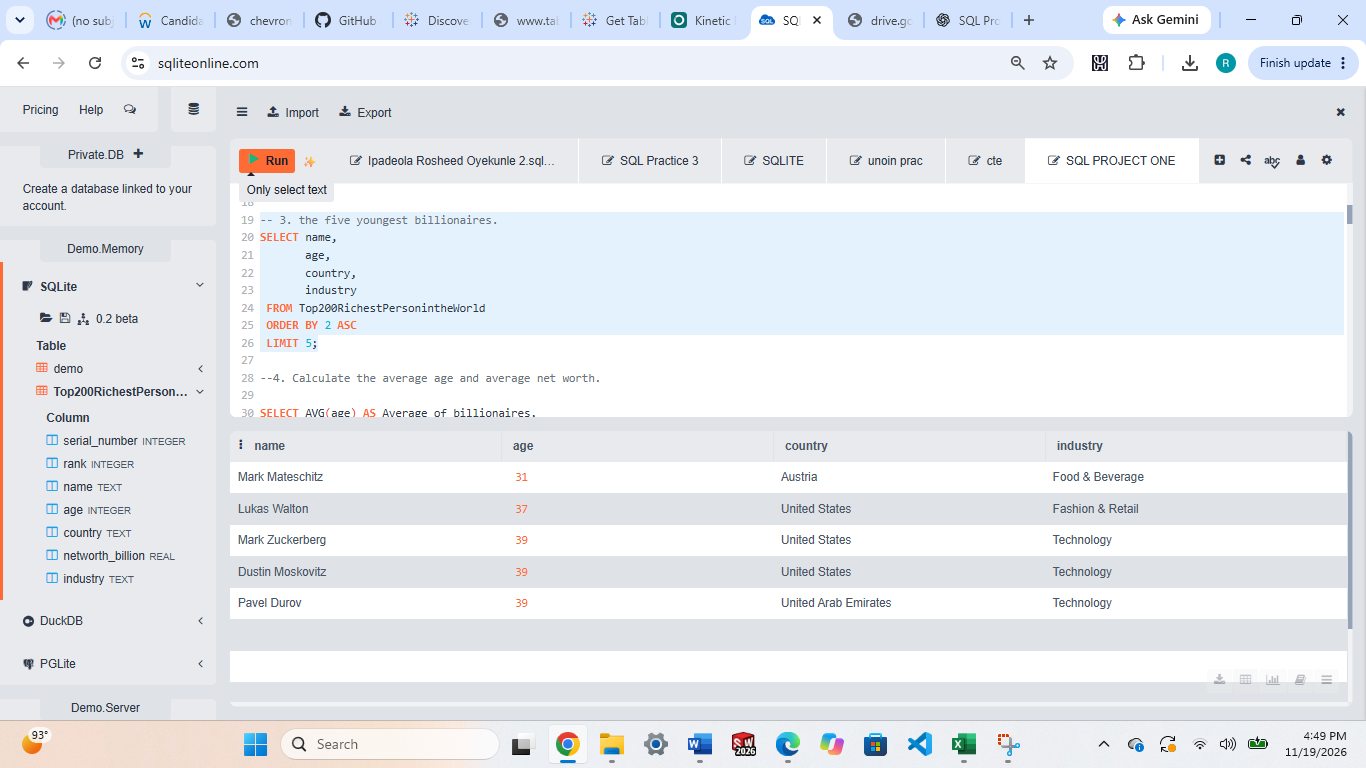 (no subj
Candida
chevron
GitHub
Discove
www.tab
Get Tabl
Kinetic
SQL
drive.go
SQL Pro
Ask Gemini
sqliteonline.com
R
Finish update
Pricing
Help
Import
Export
Private.DB
Create a database linked to your
account.
Demo.Memory
SQLite
0.2 beta
Table
demo
Top200RichestPerson...
Column
serial_number INTEGER
rank INTEGER
name TEXT
age INTEGER
country TEXT
networth_billion REAL
industry TEXT
DuckDB
PGLite
Demo.Server
Run
Ipadeola Rosheed Oyekunle 2.sql...
SQL Practice 3
SQLITE
unoin prac
cte
SQL PROJECT ONE
abc
Only select text
18
19 -- 3. the five youngest billionaires.
20 SELECT name,
21 age,
22 country,
23 industry
24 FROM Top200RichestPersonintheWorld
25 ORDER BY 2 ASC
26 LIMIT 5;
27
28 --4. Calculate the average age and average net worth.
29
30 SELECT AVG(age) AS Average_of_billionaires,
name age country industry
Mark Mateschitz 31 Austria Food & Beverage
Lukas Walton 37 United States Fashion & Retail
Mark Zuckerberg 39 United States Technology
Dustin Moskovitz 39 United States Technology
Pavel Durov 39 United Arab Emirates Technology
93°
Search
SW
2026
4:49 PM
11/19/2026